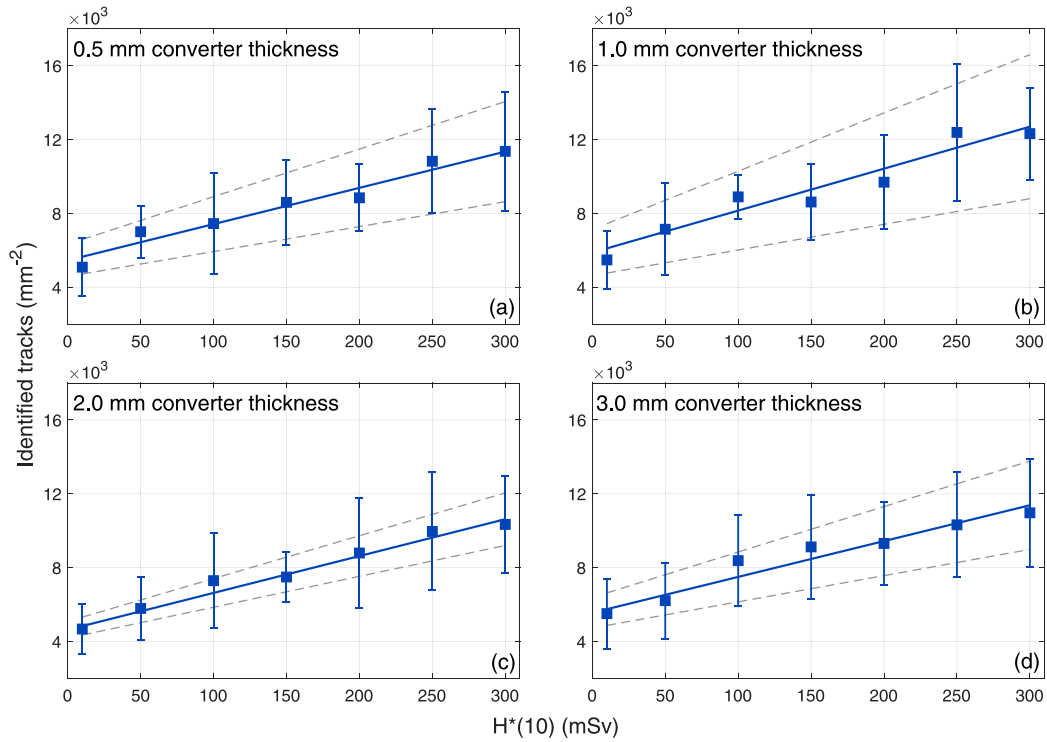 ×10³
×10³
0.5 mm converter thickness
1.0 mm converter thickness
16
16
12
12
8
8
4
4
(a)
(b)
0 50 100 150 200 250 300
0 50 100 150 200 250 300
Identified tracks (mm⁻²)
×10³
×10³
2.0 mm converter thickness
3.0 mm converter thickness
16
16
12
12
8
8
4
4
(c)
(d)
0 50 100 150 200 250 300
0 50 100 150 200 250 300
H*(10) (mSv)